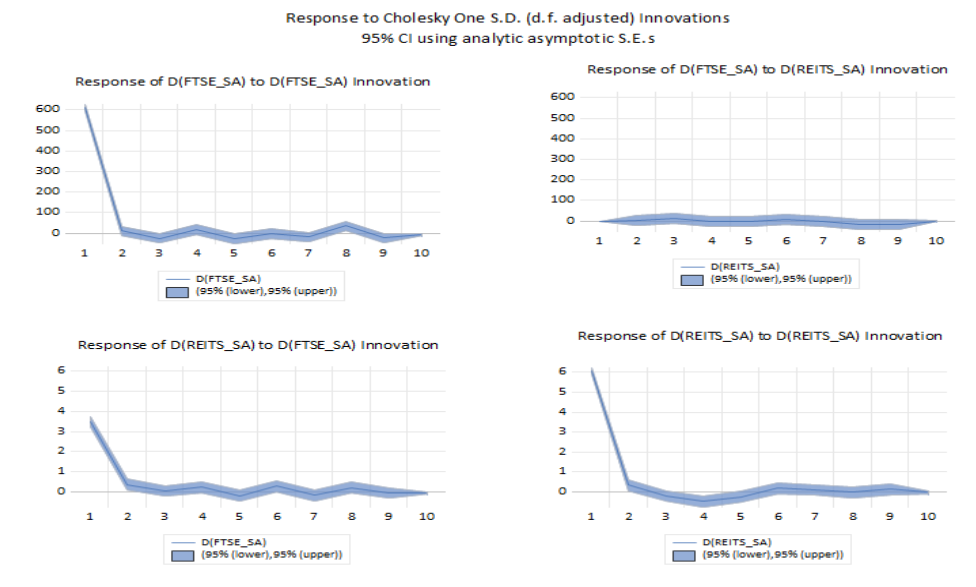 Response to Cholesky One S.D. (d.f. adjusted) Innovations
95% CI using analytic asymptotic S.E.s
Response of D(FTSE_SA) to D(FTSE_SA) Innovation
600
500
400
300
200
100
0
1 2 3 4 5 6 7 8 9 10
D(FTSE_SA)
(95% (lower),95% (upper))
Response of D(FTSE_SA) to D(REITS_SA) Innovation
600
500
400
300
200
100
0
1 2 3 4 5 6 7 8 9 10
D(REITS_SA)
(95% (lower),95% (upper))
Response of D(REITS_SA) to D(FTSE_SA) Innovation
6
5
4
3
2
1
0
1 2 3 4 5 6 7 8 9 10
D(FTSE_SA)
(95% (lower),95% (upper))
Response of D(REITS_SA) to D(REITS_SA) Innovation
6
5
4
3
2
1
0
1 2 3 4 5 6 7 8 9 10
D(REITS_SA)
(95% (lower),95% (upper))